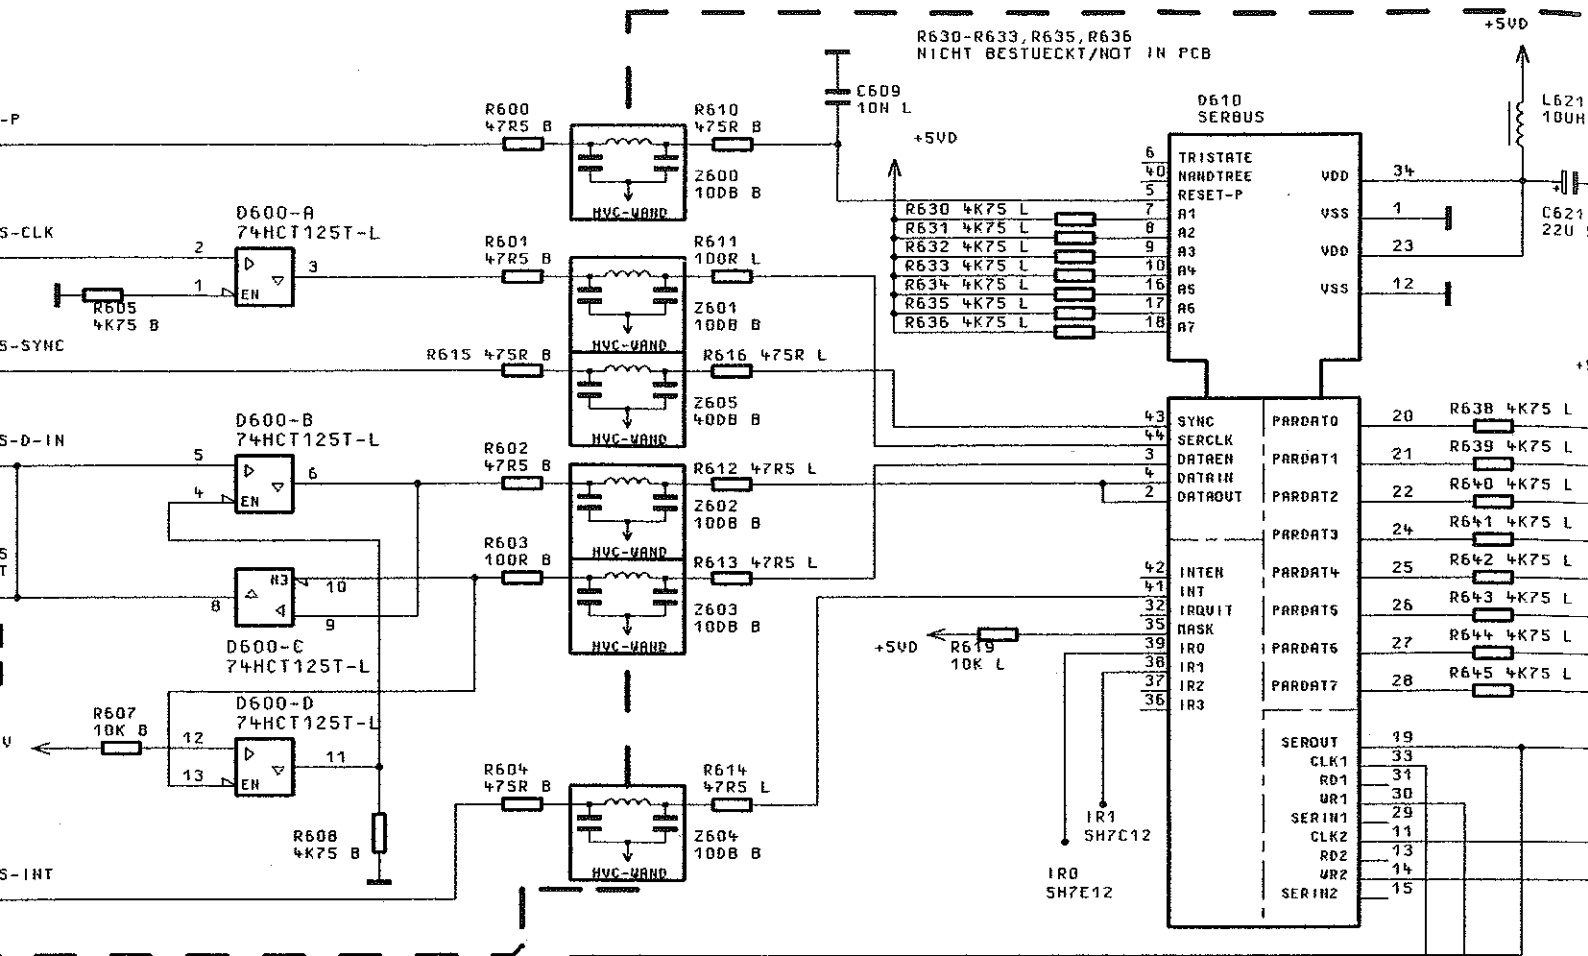 R630-R633,R635,R636
NICHT BESTUECKT/NOT IN PCB
+5VD
-P
R600
47R5 B
R610
475R B
C609
10N L
+5VD
D610
SERBUS
L621
10UH
Z600
10DB B
HVC-WAND
6 TRISTATE
40 NANDTREE
5 RESET-P
7 A1
8 A2
9 A3
10 A4
16 A5
17 A6
18 A7
VDD 34
VSS 1
VDD 23
VSS 12
C621
22U
R630 4K75 L
R631 4K75 L
R632 4K75 L
R633 4K75 L
R634 4K75 L
R635 4K75 L
R636 4K75 L
S-CLK
D600-A
74HCT125T-L
2
3
1
EN
R605
4K75 B
R601
47R5 B
R611
100R L
Z601
10DB B
HVC-WAND
S-SYNC
R615 475R B
R616 475R L
Z605
40DB B
HVC-WAND
S-D-IN
D600-B
74HCT125T-L
5
6
4
EN
R602
47R5 B
R612 47R5 L
Z602
10DB B
HVC-WAND
R603
100R B
R613 47R5 L
Z603
10DB B
HVC-WAND
N3
10
8
9
D600-C
74HCT125T-L
D600-D
74HCT125T-L
R607
10K B
12
11
13
EN
R608
4K75 B
R604
475R B
R614
47R5 L
Z604
10DB B
HVC-WAND
S-INT
43 SYNC
44 SERCLK
3 DATAEN
4 DATAIN
2 DATAOUT
42 INTEN
41 INT
32 IRQUIT
35 MASK
39 IR0
38 IR1
37 IR2
36 IR3
+5VD
R619
10K L
IR1
SH7C12
IR0
SH7E12
PARDAT0 20
PARDAT1 21
PARDAT2 22
PARDAT3 24
PARDAT4 25
PARDAT5 26
PARDAT6 27
PARDAT7 28
R638 4K75 L
R639 4K75 L
R640 4K75 L
R641 4K75 L
R642 4K75 L
R643 4K75 L
R644 4K75 L
R645 4K75 L
SEROUT 19
CLK1 33
RD1 31
WR1 30
SERIN1 29
CLK2 11
RD2 13
WR2 14
SERIN2 15